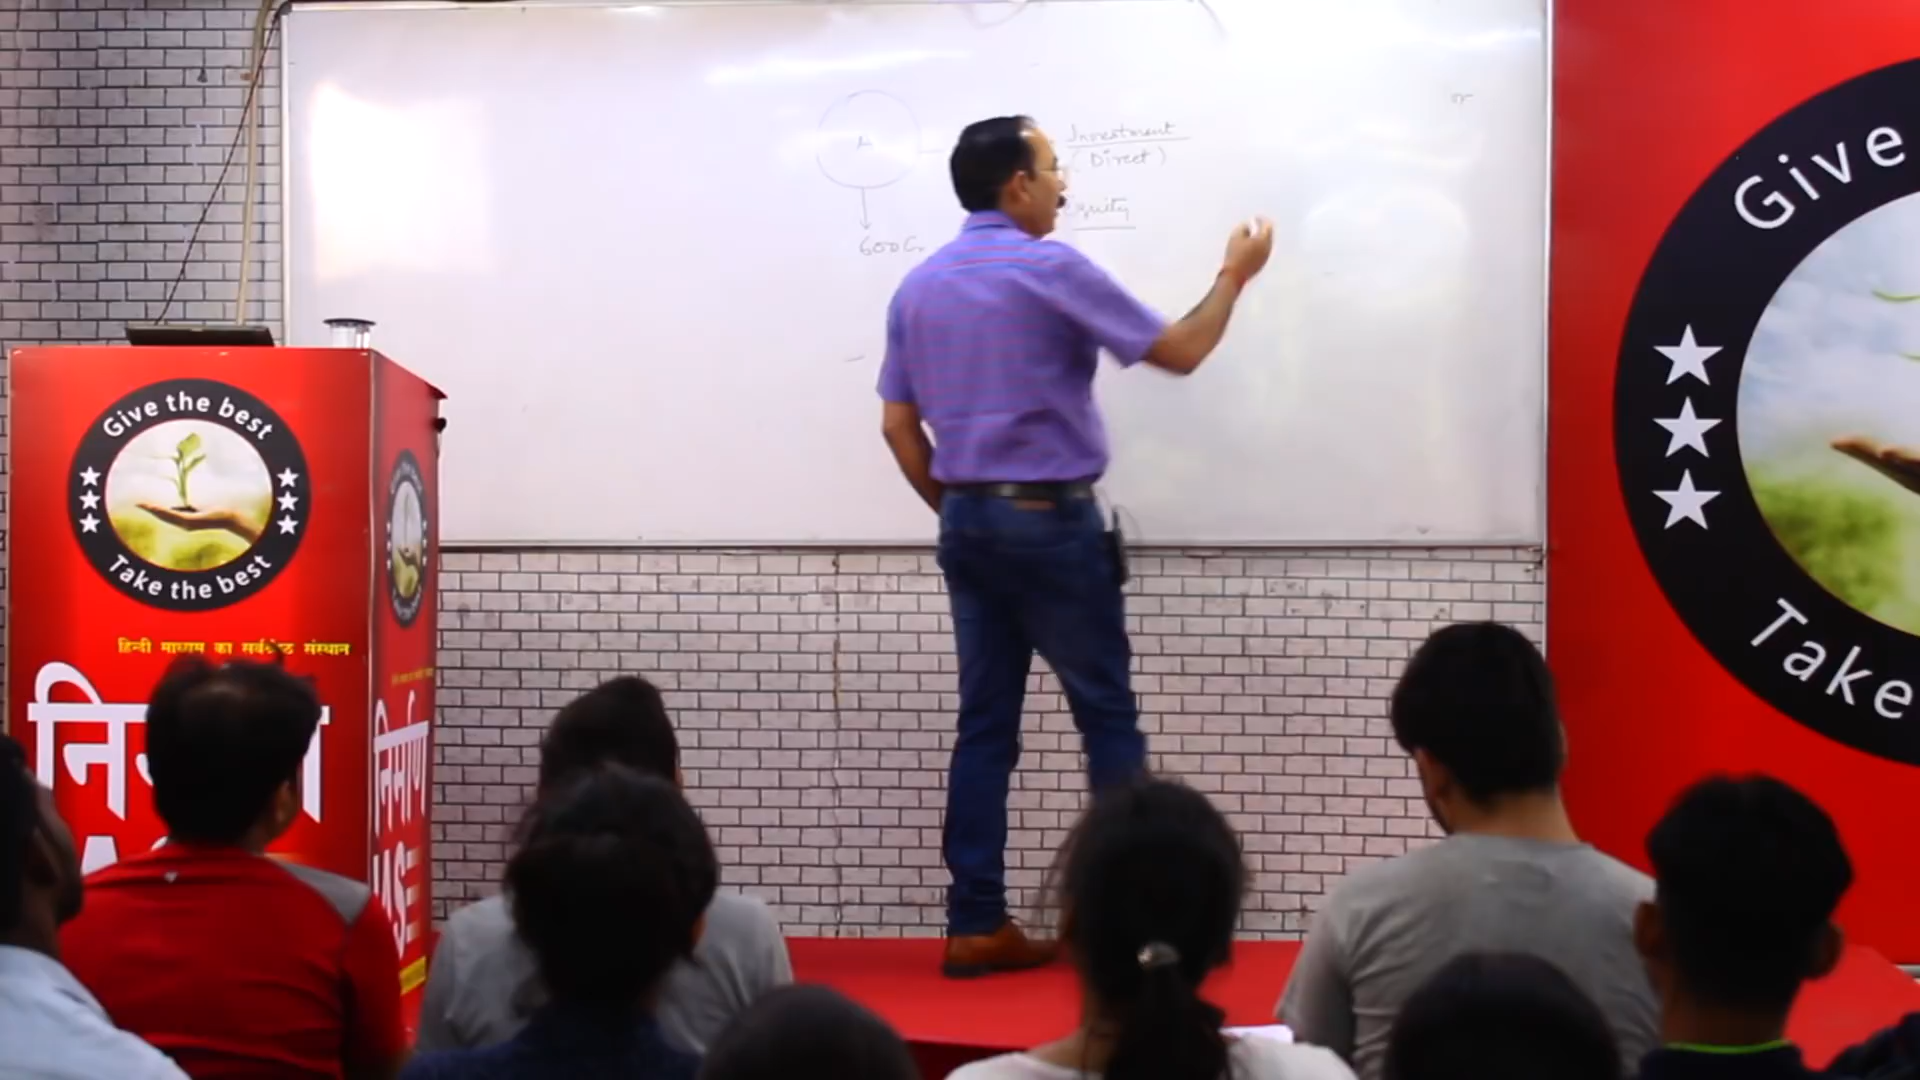 A
Investment
(Direct)
Equity
600 Cr
Give the best
Take the best
हिन्दी माध्यम का सर्वश्रेष्ठ संस्थान
निर्माण
IAS
Give
Take